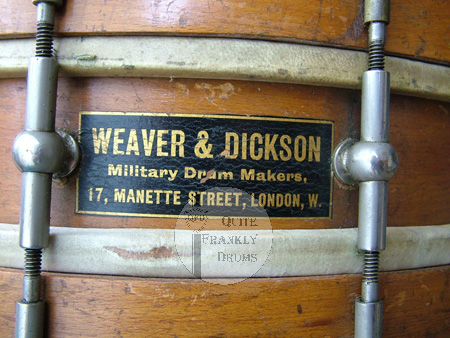 WEAVER & DICKSON
Military Drum Makers,
17, MANETTE STREET, LONDON, W.
QUITE
FRANKLY
DRUMS